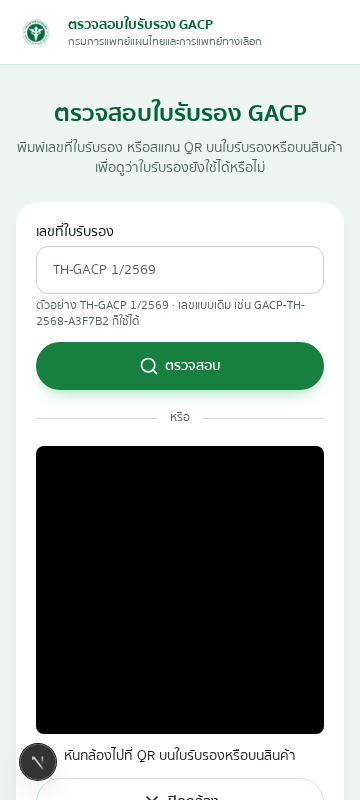 ตรวจสอบใบรับรอง GACP
กรมการแพทย์แผนไทยและการแพทย์ทางเลือก
ตรวจสอบใบรับรอง GACP
พิมพ์เลขที่ใบรับรอง หรือสแกน QR บนใบรับรองหรือบนสินค้า
เพื่อดูว่าใบรับรองยังใช้ได้หรือไม่
เลขที่ใบรับรอง
TH-GACP 1/2569
ตัวอย่าง TH-GACP 1/2569 · เลขแบบเดิม เช่น GACP-TH-
2568-A3F7B2 ก็ใช้ได้
ตรวจสอบ
หรือ
หันกล้องไปที่ QR บนใบรับรองหรือบนสินค้า
ปิดกล้อง